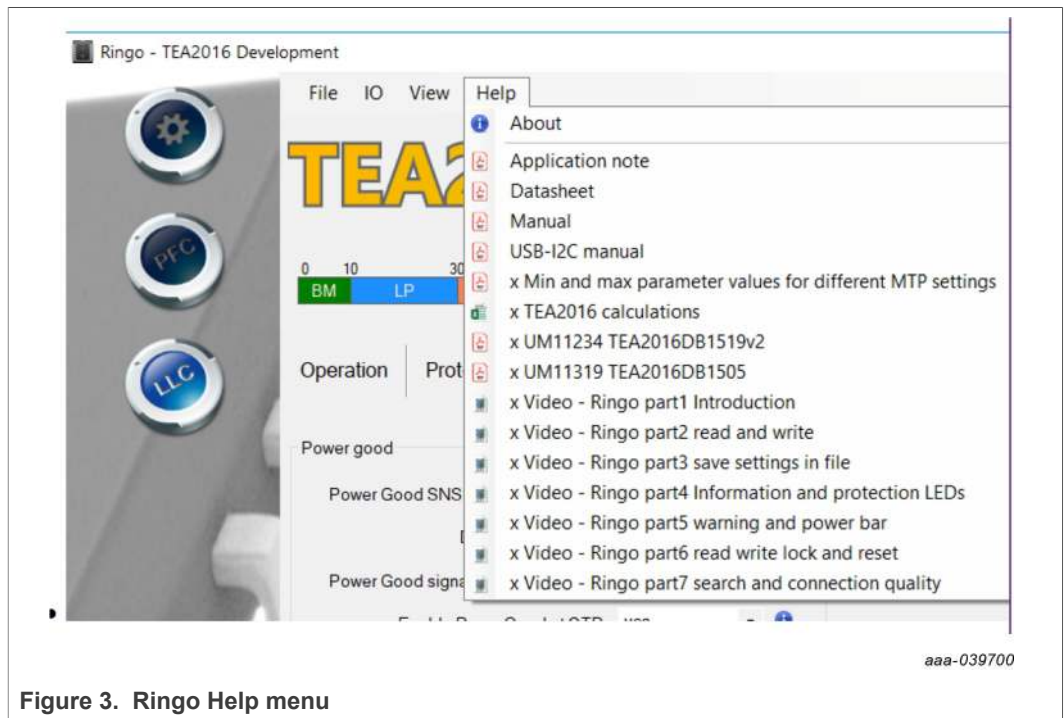 Ringo - TEA2016 Development
File IO View Help
About
TEA2
Application note
Datasheet
Manual
USB-I2C manual
PFC
0 10 30
BM LP
x Min and max parameter values for different MTP settings
x TEA2016 calculations
x UM11234 TEA2016DB1519v2
Operation Prot
x UM11319 TEA2016DB1505
LLC
x Video - Ringo part1 Introduction
x Video - Ringo part2 read and write
Power good
x Video - Ringo part3 save settings in file
Power Good SNS
x Video - Ringo part4 Information and protection LEDs
x Video - Ringo part5 warning and power bar
x Video - Ringo part6 read write lock and reset
Power Good signa
x Video - Ringo part7 search and connection quality
aaa-039700
Figure 3. Ringo Help menu